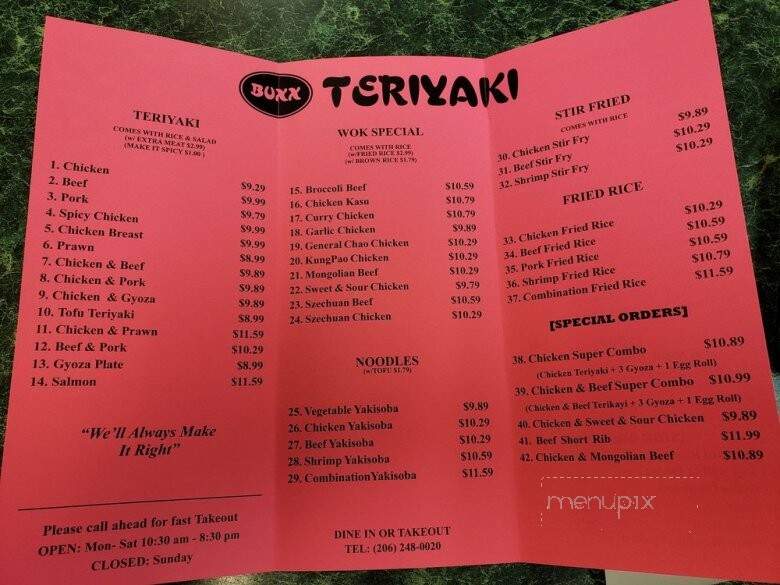 BUXX TERIYAKI
TERIYAKI
COMES WITH RICE & SALAD
(w/ EXTRA MEAT $2.99)
(MAKE IT SPICY $1.00 )
1. Chicken $9.29
2. Beef $9.99
3. Pork $9.79
4. Spicy Chicken $9.99
5. Chicken Breast $9.99
6. Prawn $8.99
7. Chicken & Beef $9.89
8. Chicken & Pork $9.89
9. Chicken & Gyoza $9.89
10. Tofu Teriyaki $8.99
11. Chicken & Prawn $11.59
12. Beef & Pork $10.29
13. Gyoza Plate $8.99
14. Salmon $11.59
“We'll Always Make
It Right”
Please call ahead for fast Takeout
OPEN: Mon- Sat 10:30 am - 8:30 pm
CLOSED: Sunday
WOK SPECIAL
COMES WITH RICE
(w/FRIED RICE $2.99)
(w/ BROWN RICE $1.79)
15. Broccoli Beef $10.59
16. Chicken Kasu $10.79
17. Curry Chicken $10.79
18. Garlic Chicken $9.89
19. General Chao Chicken $10.29
20. KungPao Chicken $10.29
21. Mongolian Beef $10.29
22. Sweet & Sour Chicken $9.79
23. Szechuan Beef $10.59
24. Szechuan Chicken $10.29
NOODLES
(w/TOFU $1.79)
25. Vegetable Yakisoba $9.89
26. Chicken Yakisoba $10.29
27. Beef Yakisoba $10.29
28. Shrimp Yakisoba $10.59
29. CombinationYakisoba $11.59
DINE IN OR TAKEOUT
TEL: (206) 248-0020
STIR FRIED
COMES WITH RICE
30. Chicken Stir Fry $9.89
31. Beef Stir Fry $10.29
32. Shrimp Stir Fry $10.29
FRIED RICE
33. Chicken Fried Rice $10.29
34. Beef Fried Rice $10.59
35. Pork Fried Rice $10.59
36. Shrimp Fried Rice $10.79
37. Combination Fried Rice $11.59
[SPECIAL ORDERS]
38. Chicken Super Combo $10.89
(Chicken Teriyaki + 3 Gyoza + 1 Egg Roll)
39. Chicken & Beef Super Combo $10.99
(Chicken & Beef Terikayi + 3 Gyoza + 1 Egg Roll)
40. Chicken & Sweet & Sour Chicken $9.89
41. Beef Short Rib $11.99
42. Chicken & Mongolian Beef $10.89
menupix